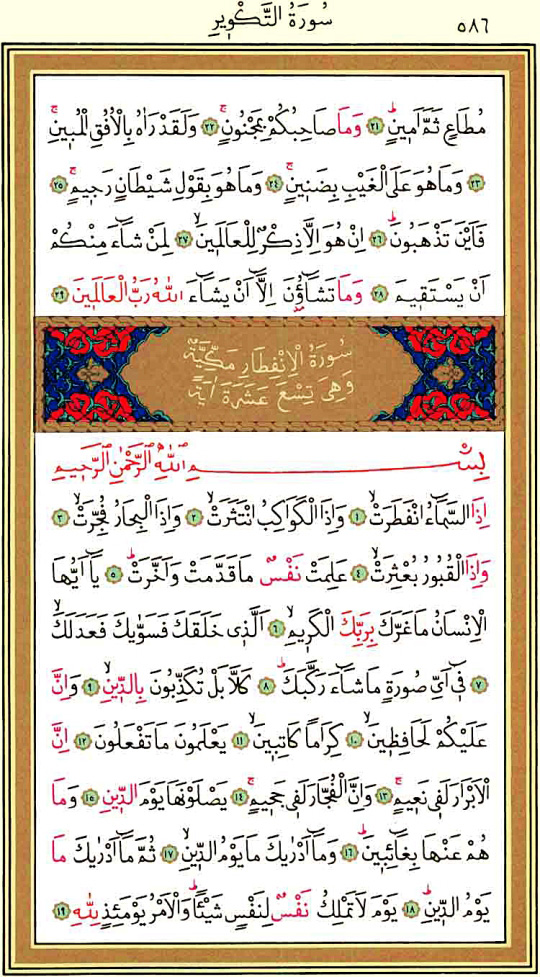 سُورَةُ التَّكْوِيرِ ٥٨٦
مُطَاعٍ ثَمَّ اَمِينٍۜ ﴿٢١﴾ وَمَا صَاحِبُكُمْ بِمَجْنُونٍۚ ﴿٢٢﴾ وَلَقَدْ رَاٰهُ بِالْاُفُقِ الْمُبِينِۚ
﴿٢٣﴾ وَمَا هُوَ عَلَى الْغَيْبِ بِضَنِينٍۚ ﴿٢٤﴾ وَمَا هُوَ بِقَوْلِ شَيْطَانٍ رَجِيمٍۚ ﴿٢٥﴾
فَاَيْنَ تَذْهَبُونَۜ ﴿٢٦﴾ اِنْ هُوَ اِلَّا ذِكْرٌ لِلْعَالَمِينَۙ ﴿٢٧﴾ لِمَنْ شَٓاءَ مِنْكُمْ
اَنْ يَسْتَقِيمَۜ ﴿٢٨﴾ وَمَا تَشَٓاؤُ۫نَ اِلَّٓا اَنْ يَشَٓاءَ اللّٰهُ رَبُّ الْعَالَمِينَ ﴿٢٩﴾
سُورَةُ الْاِنْفِطَارِ مَكِّيَّةٌ
وَهِيَ تِسْعَ عَشَرَةَ اٰيَةً
بِسْمِ اللّٰهِ الرَّحْمٰنِ الرَّحِيمِ
اِذَا السَّمَٓاءُ انْفَطَرَتْۙ ﴿١﴾ وَاِذَا الْكَوَاكِبُ انْتَثَرَتْۙ ﴿٢﴾ وَاِذَا الْبِحَارُ فُجِّرَتْۙ ﴿٣﴾
وَاِذَا الْقُبُورُ بُعْثِرَتْۙ ﴿٤﴾ عَلِمَتْ نَفْسٌ مَا قَدَّمَتْ وَاَخَّرَتْۜ ﴿٥﴾ يَٓا اَيُّهَا
الْاِنْسَانُ مَا غَرَّكَ بِرَبِّكَ الْكَرِيمِۙ ﴿٦﴾ اَلَّذِي خَلَقَكَ فَسَوّٰيكَ فَعَدَلَكَۙ
﴿٧﴾ فِٓي اَيِّ صُورَةٍ مَا شَٓاءَ رَكَّبَكَۜ ﴿٨﴾ كَلَّا بَلْ تُكَذِّبُونَ بِالدِّينِۙ ﴿٩﴾ وَاِنَّ
عَلَيْكُمْ لَحَافِظِينَۙ ﴿١٠﴾ كِرَامًا كَاتِبِينَۙ ﴿١١﴾ يَعْلَمُونَ مَا تَفْعَلُونَ ﴿١٢﴾ اِنَّ
الْاَبْرَارَ لَفِي نَعِيمٍۚ ﴿١٣﴾ وَاِنَّ الْفُجَّارَ لَفِي جَحِيمٍۚ ﴿١٤﴾ يَصْلَوْنَهَا يَوْمَ الدِّينِ ﴿١٥﴾ وَمَا
هُمْ عَنْهَا بِغَٓائِبِينَۜ ﴿١٦﴾ وَمَٓا اَدْرٰيكَ مَا يَوْمُ الدِّينِۙ ﴿١٧﴾ ثُمَّ مَٓا اَدْرٰيكَ مَا
يَوْمُ الدِّينِۜ ﴿١٨﴾ يَوْمَ لَا تَمْلِكُ نَفْسٌ لِنَفْسٍ شَيْـًٔاۜ وَالْاَمْرُ يَوْمَئِذٍ لِلّٰهِ ﴿١٩﴾